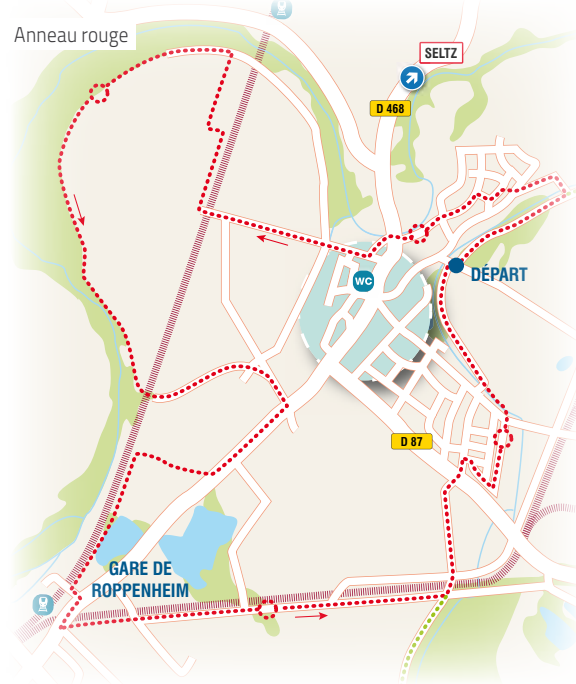 Anneau rouge
SELTZ
D 468
WC
DÉPART
D 87
GARE DE
ROPPENHEIM